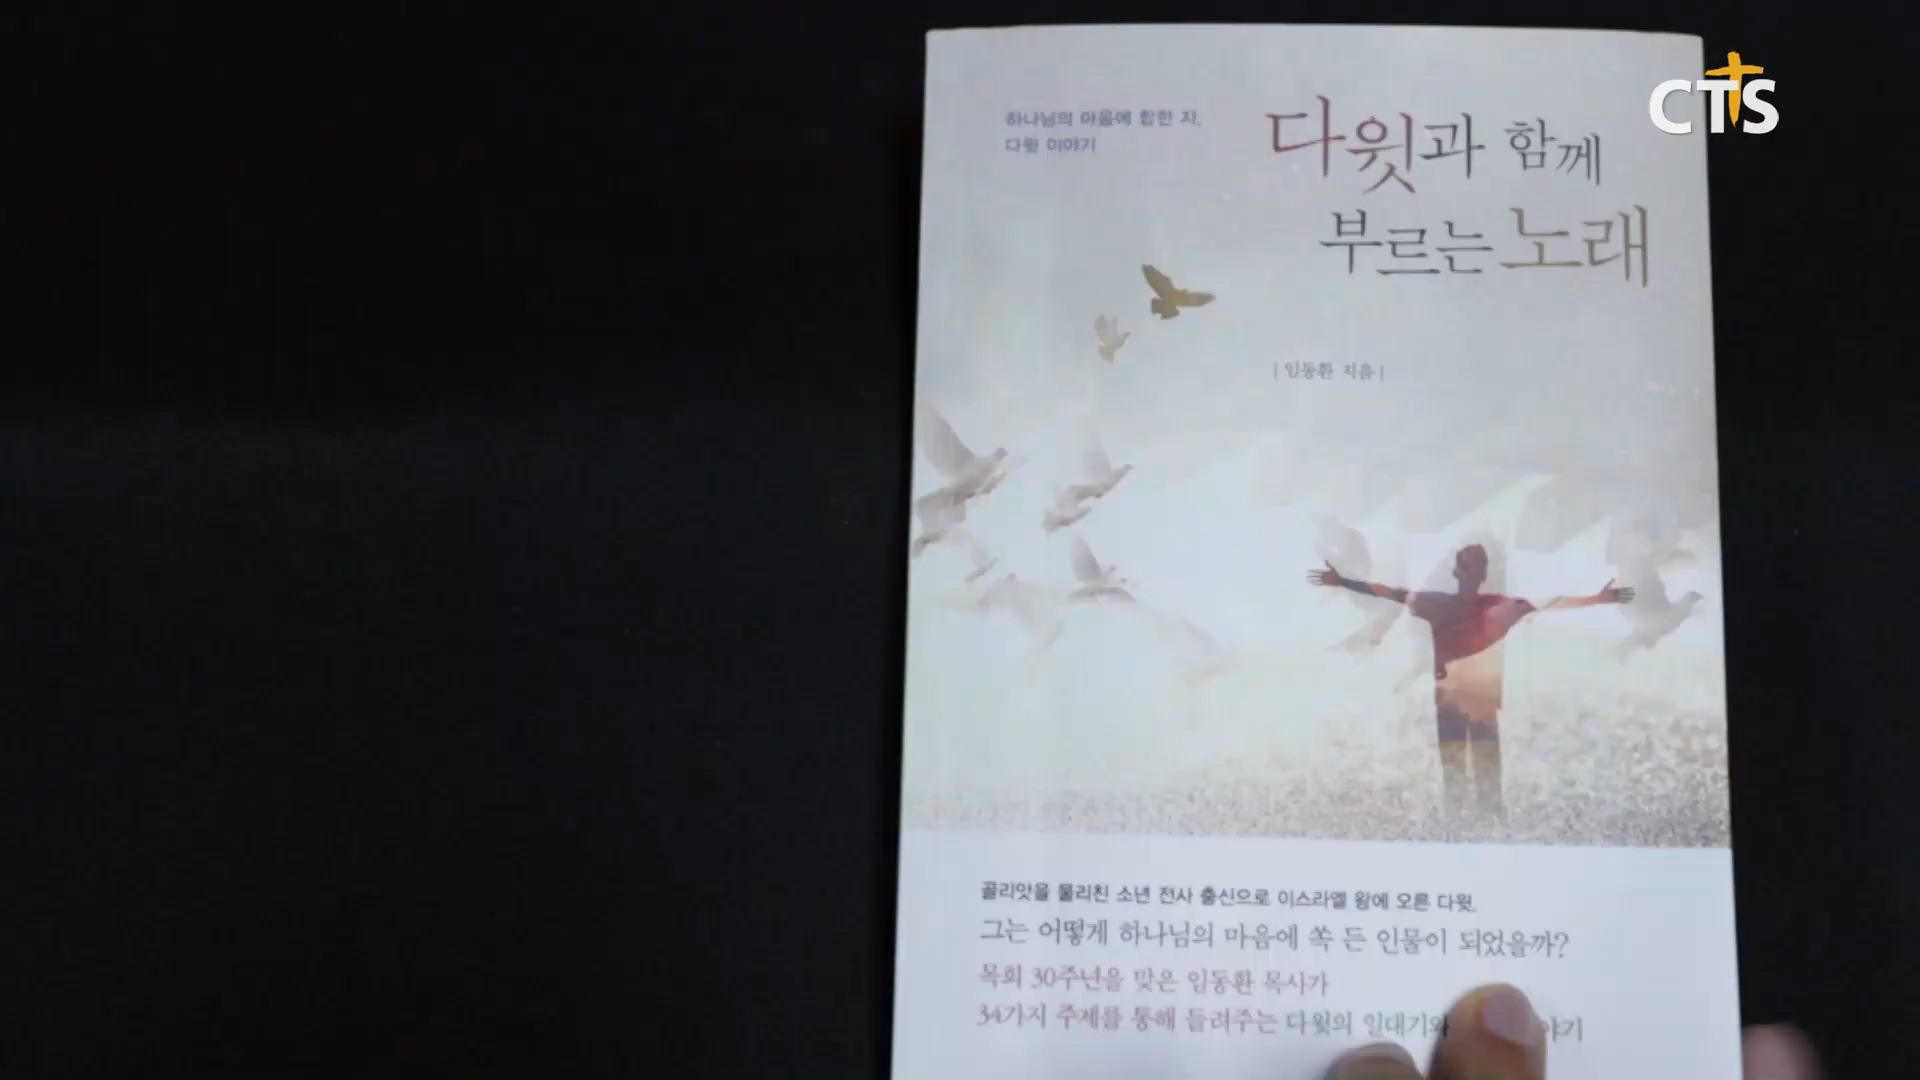 CTS
하나님의 마음에 합한 자,
다윗 이야기
다윗과 함께
부르는 노래
| 임동환 지음 |
골리앗을 물리친 소년 전사 출신으로 이스라엘 왕에 오른 다윗,
그는 어떻게 하나님의 마음에 쏙 든 인물이 되었을까?
목회 30주년을 맞은 임동환 목사가
34가지 주제를 통해 들려주는 다윗의 일대기와